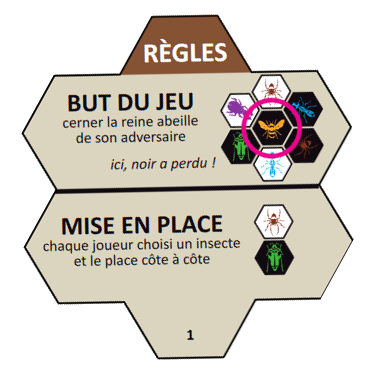 RÈGLES
BUT DU JEU
cerner la reine abeille
de son adversaire
ici, noir a perdu !
MISE EN PLACE
chaque joueur choisi un insecte
et le place côte à côte
1